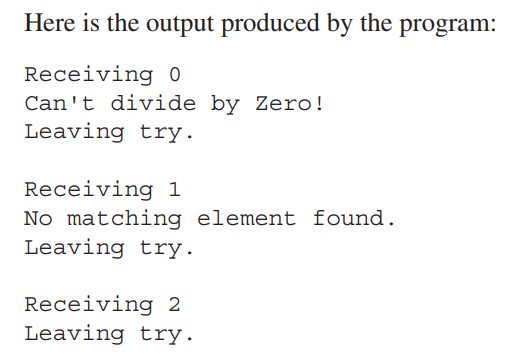 Here is the output produced by the program:
Receiving 0
Can't divide by Zero!
Leaving try.
Receiving 1
No matching element found.
Leaving try.
Receiving 2
Leaving try.